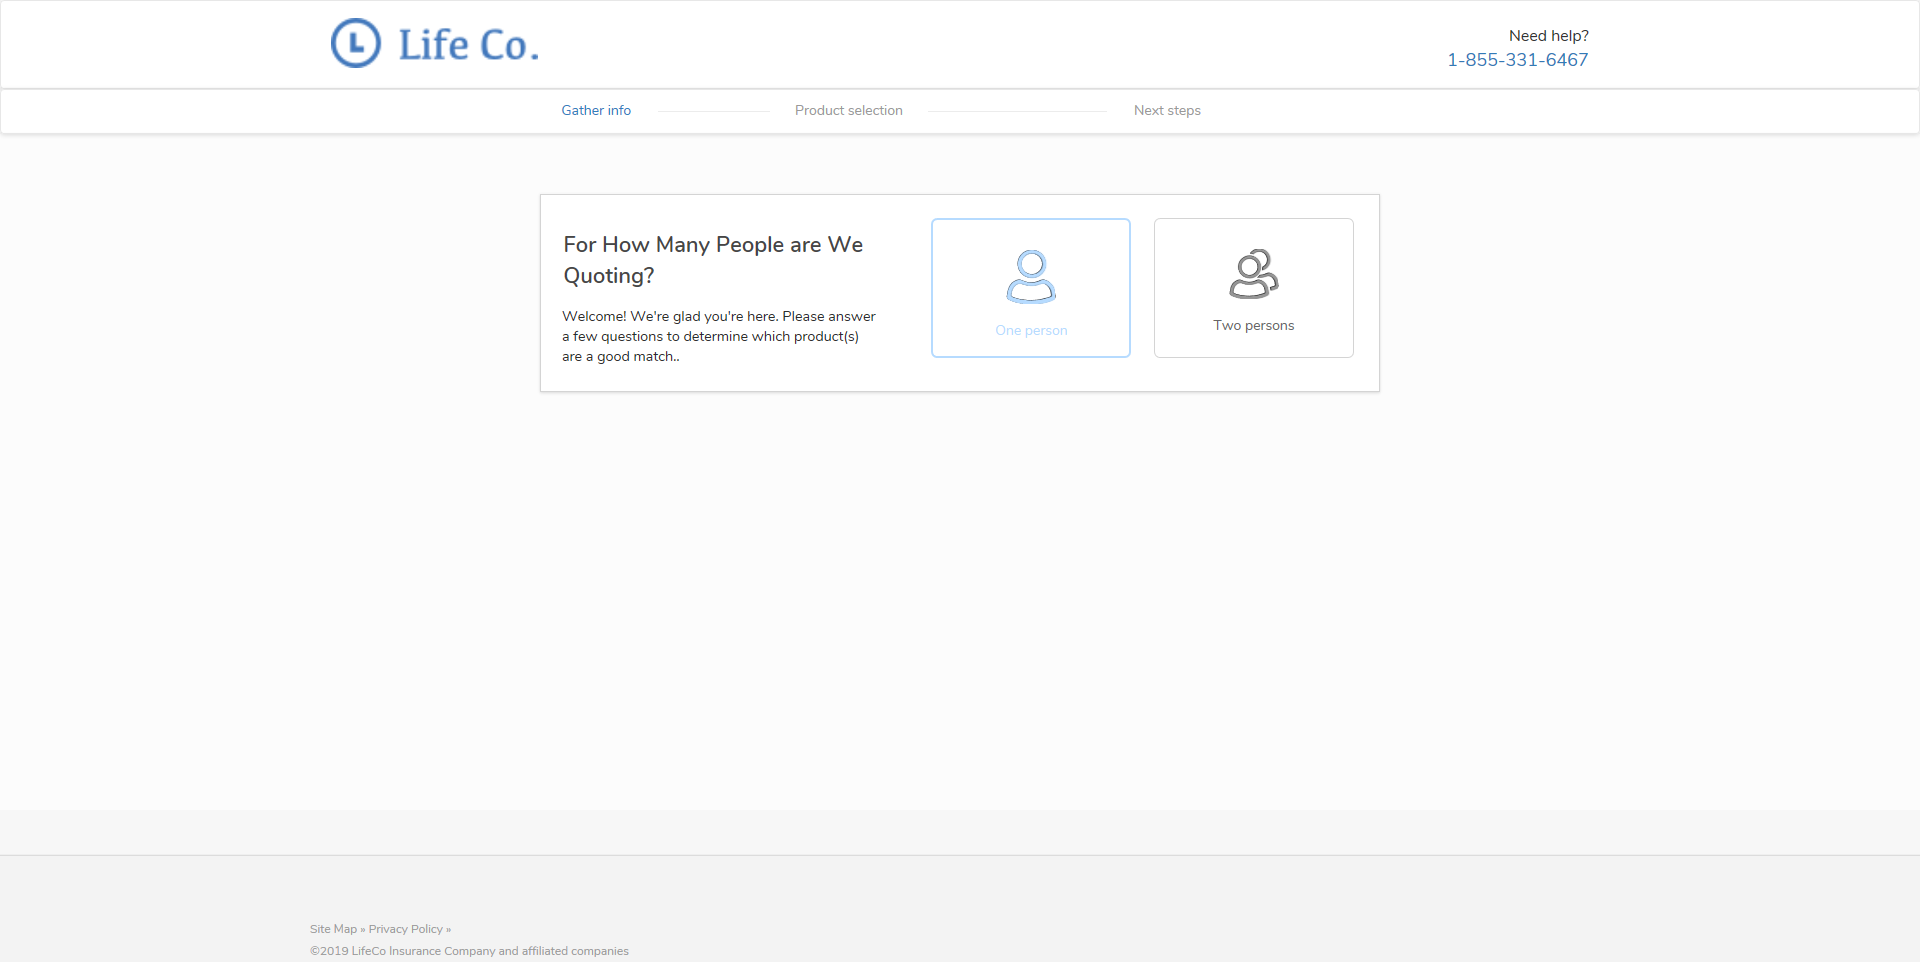 L Life Co.
Need help?
1-855-331-6467
Gather info
Product selection
Next steps
For How Many People are We
Quoting?
Welcome! We're glad you're here. Please answer
a few questions to determine which product(s)
are a good match..
One person
Two persons
Site Map » Privacy Policy »
©2019 LifeCo Insurance Company and affiliated companies